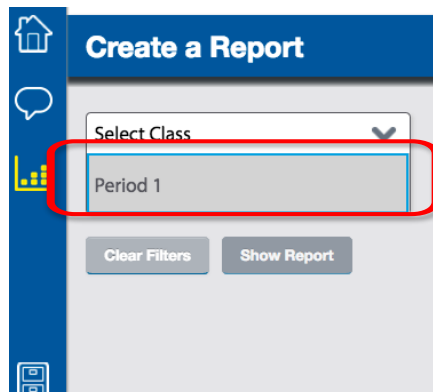 Create a Report
Select Class
Period 1
Clear Filters Show Report